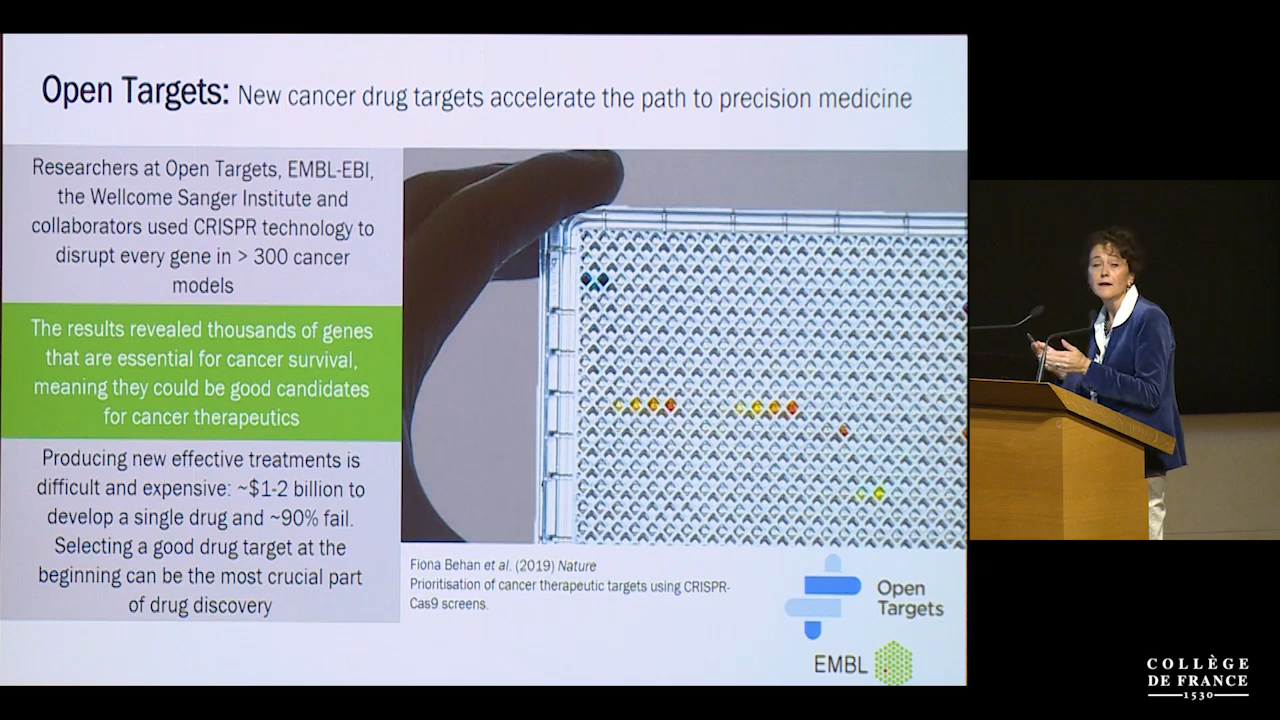 Open Targets: New cancer drug targets accelerate the path to precision medicine
Researchers at Open Targets, EMBL-EBI,
the Wellcome Sanger Institute and
collaborators used CRISPR technology to
disrupt every gene in > 300 cancer
models
The results revealed thousands of genes
that are essential for cancer survival,
meaning they could be good candidates
for cancer therapeutics
Producing new effective treatments is
difficult and expensive: ~$1-2 billion to
develop a single drug and ~90% fail.
Selecting a good drug target at the
beginning can be the most crucial part
of drug discovery
Fiona Behan et al. (2019) Nature
Prioritisation of cancer therapeutic targets using CRISPR-
Cas9 screens.
Open
Targets
EMBL
COLLÈGE
DE FRANCE
1530